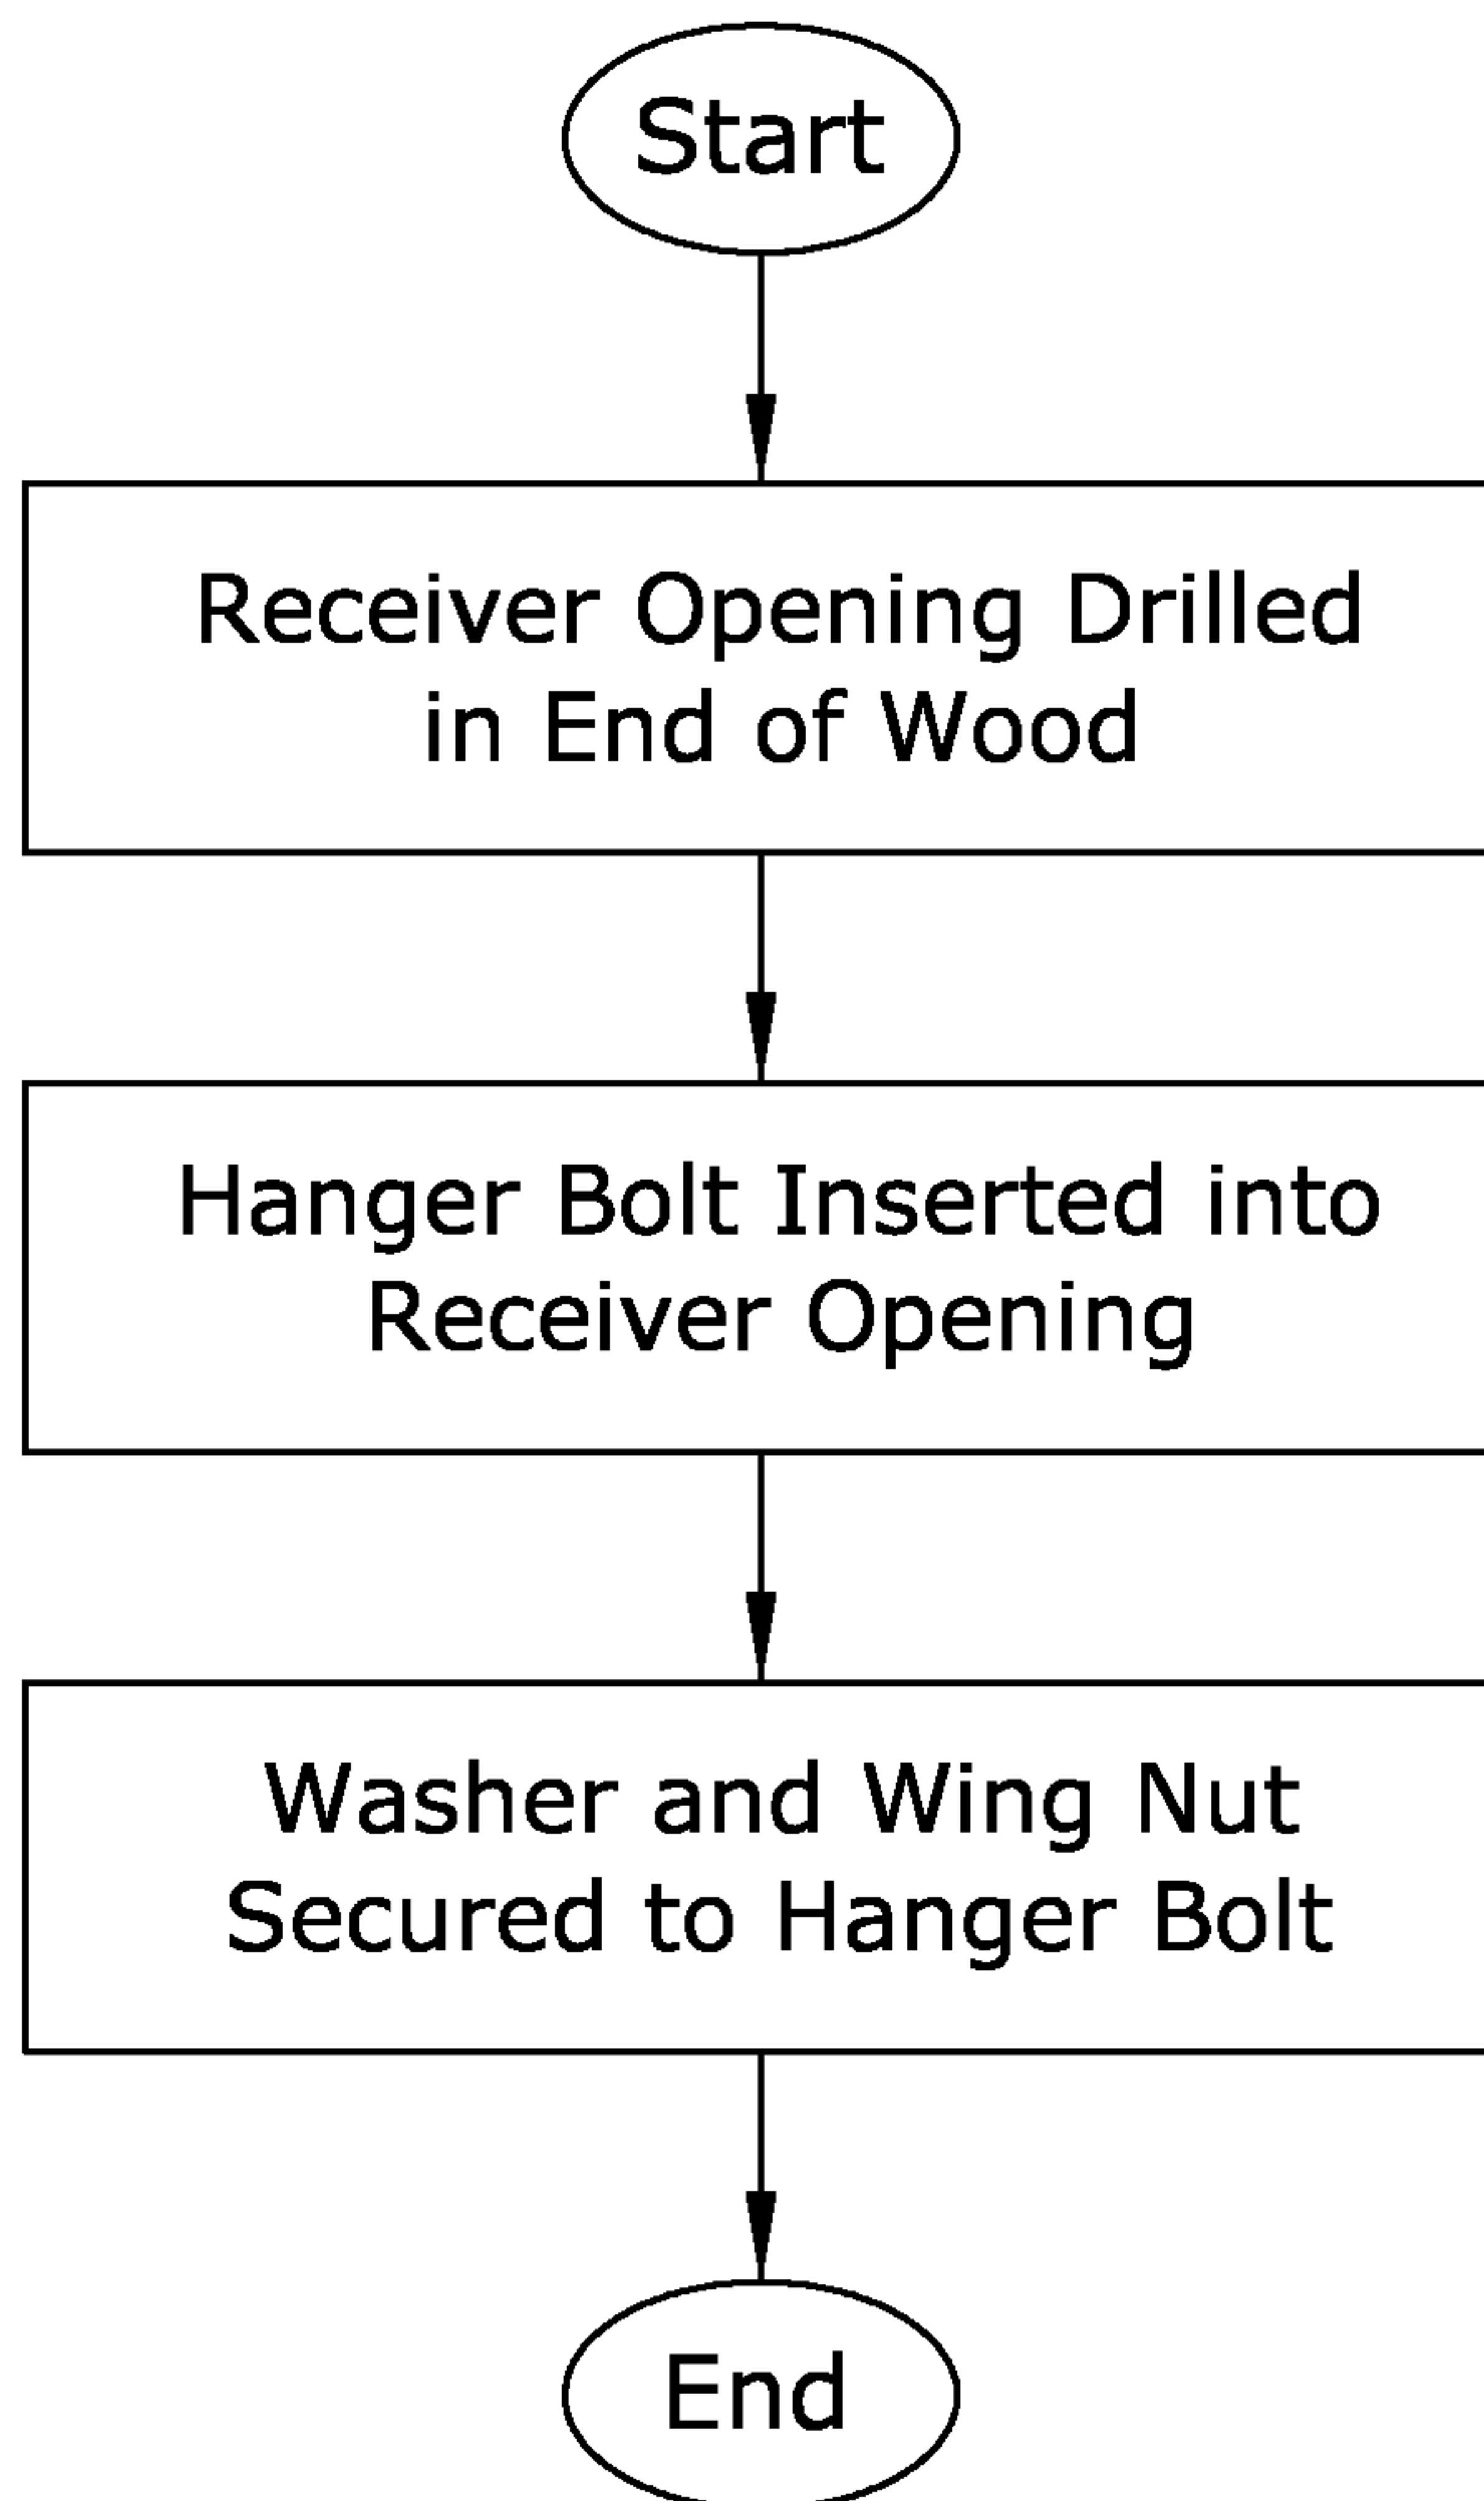 Start
Receiver Opening Drilled
in End of Wood
Hanger Bolt Inserted into
Receiver Opening
Washer and Wing Nut
Secured to Hanger Bolt
End